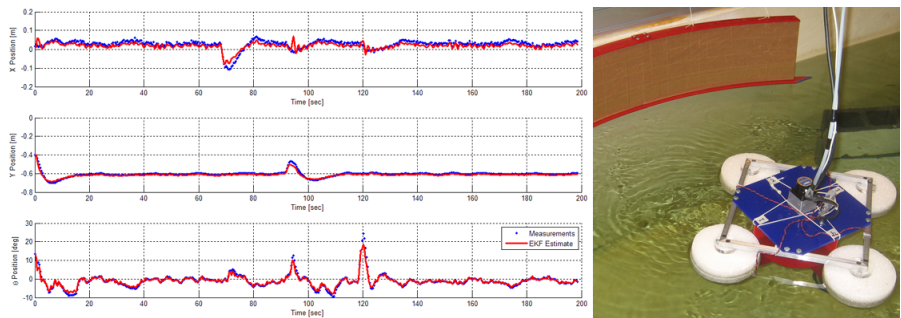 X Position [m]
0.2
0.1
0
-0.1
-0.2
0 20 40 60 80 100 120 140 160 180 200
Time [sec]
Y Position [m]
0
-0.2
-0.4
-0.6
-0.8
0 20 40 60 80 100 120 140 160 180 200
Time [sec]
Θ Position [deg]
30
20
10
0
-10
0 20 40 60 80 100 120 140 160 180 200
Time [sec]
Measurements
EKF Estimate